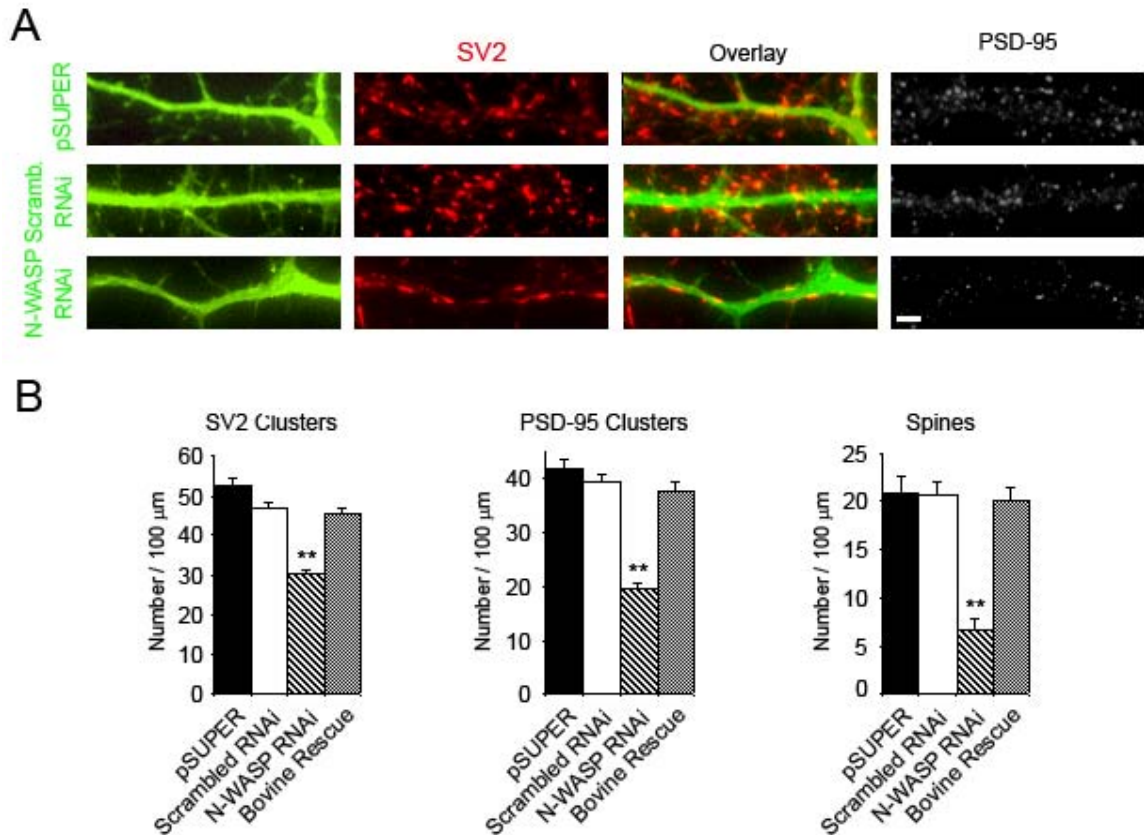 A
SV2
Overlay
PSD-95
pSUPER
Scramb.
RNAi
N-WASP
RNAi
B
SV2 Clusters
Number / 100 µm
60
50
40
30
20
10
0
**
pSUPER
Scrambled RNAi
N-WASP RNAi
Bovine Rescue
PSD-95 Clusters
Number / 100 µm
40
20
0
**
pSUPER
Scrambled RNAi
N-WASP RNAi
Bovine Rescue
Spines
Number / 100 µm
25
20
15
10
5
0
**
pSUPER
Scrambled RNAi
N-WASP RNAi
Bovine Rescue